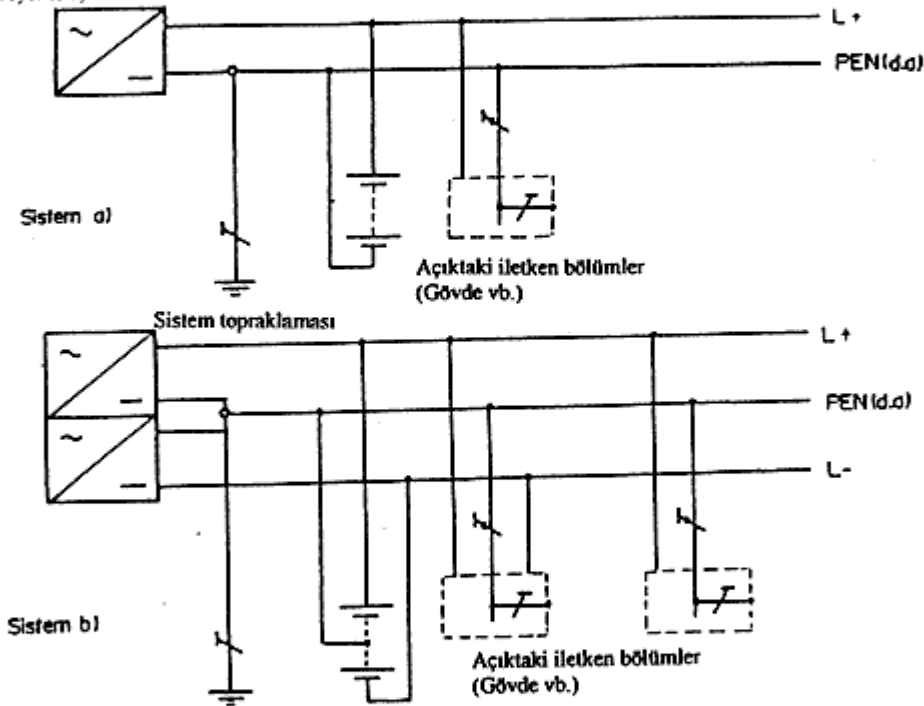 L +
PEN(d.a)
Sistem a)
Açıktaki iletken bölümler
(Gövde vb.)
Sistem topraklaması
L +
PEN(d.a)
L-
Sistem b)
Açıktaki iletken bölümler
(Gövde vb.)